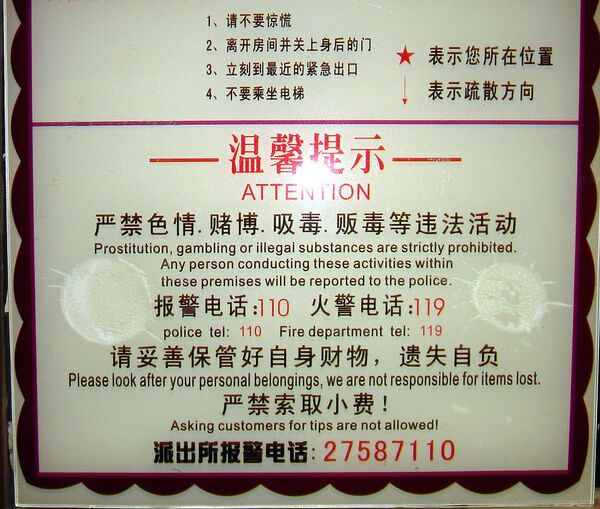 1、请不要惊慌
2、离开房间并关上身后的门
3、立刻到最近的紧急出口
4、不要乘坐电梯
★ 表示您所在位置
↓ 表示疏散方向
温馨提示
ATTENTION
严禁色情.赌博.吸毒.贩毒等违法活动
Prostitution, gambling or illegal substances are strictly prohibited.
Any person conducting these activities within
these premises will be reported to the police.
报警电话:110 火警电话:119
police tel: 110 Fire department tel: 119
请妥善保管好自身财物，遗失自负
Please look after your personal belongings, we are not responsible for items lost.
严禁索取小费！
Asking customers for tips are not allowed!
派出所报警电话:27587110